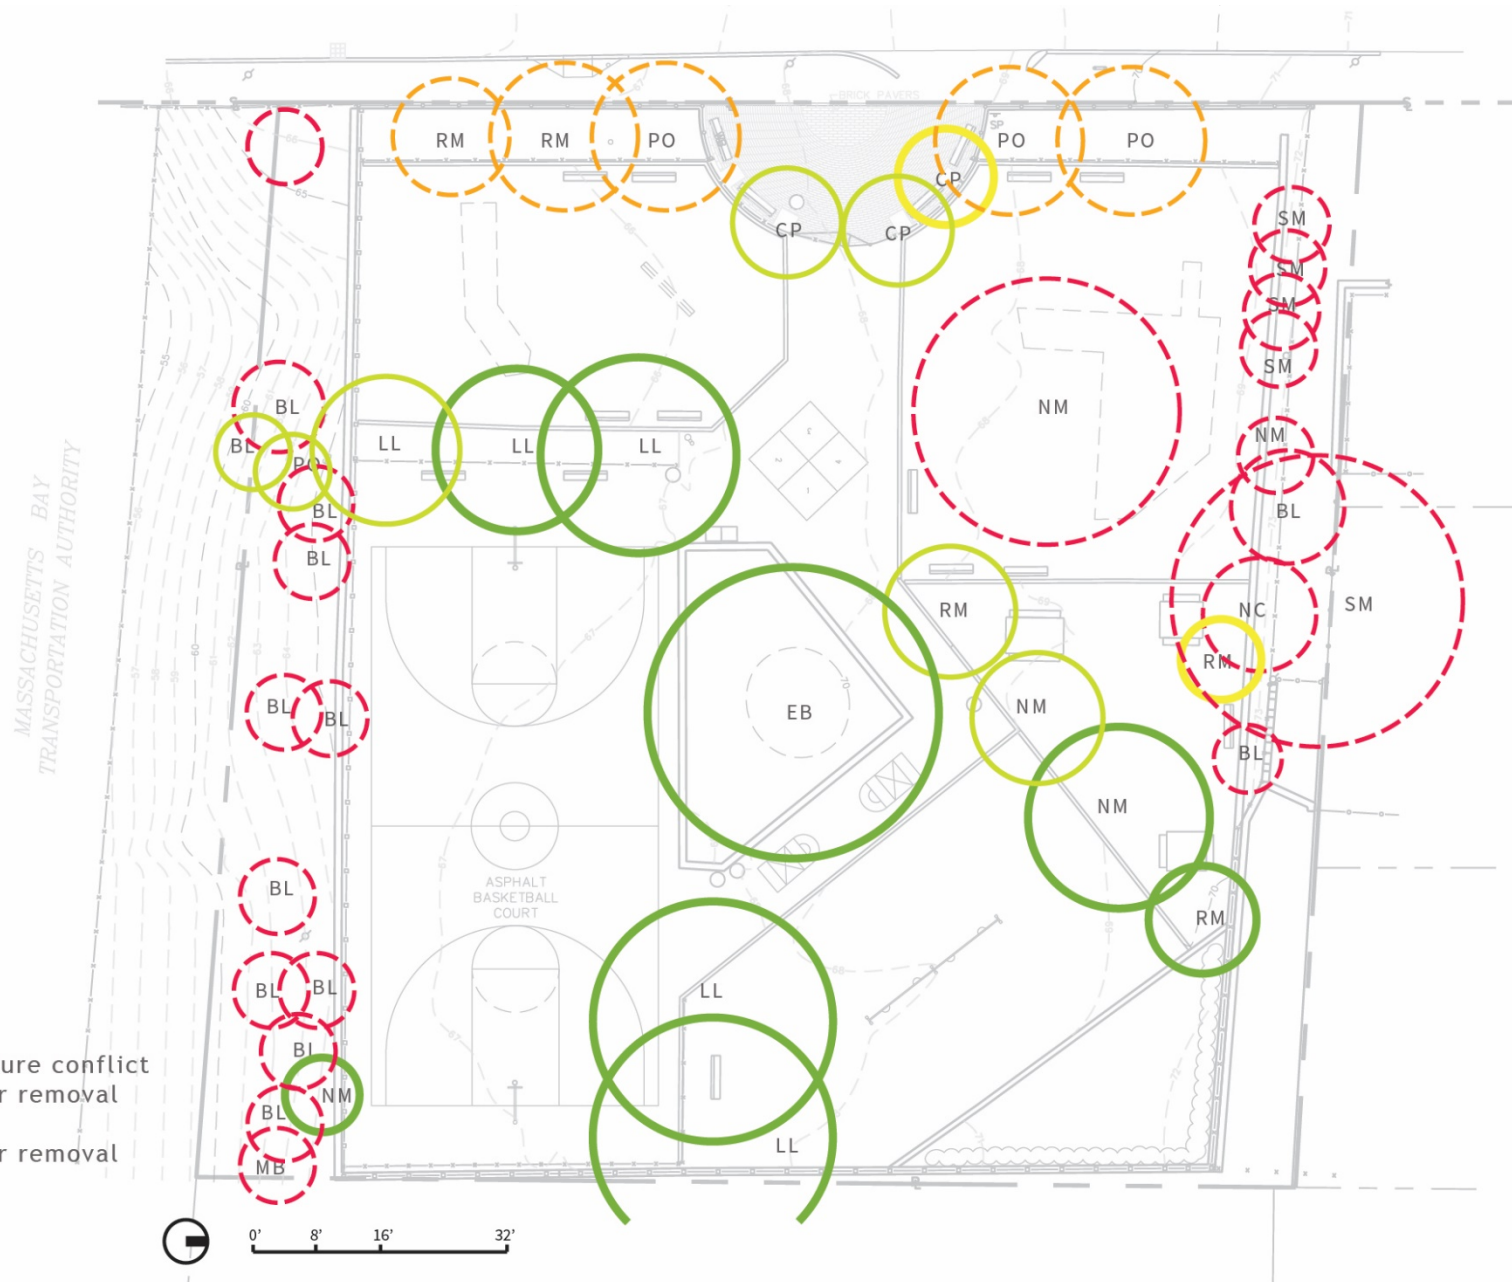 BRICK PAVERS
RM
RM
PO
PO
PO
SP
CP
CP
CP
SM
SM
SM
SM
BL
BL
PO
LL
LL
LL
NM
NM
BL
BL
BL
NC
SM
RM
RM
BL
BL
EB
NM
BL
NM
BL
ASPHALT
BASKETBALL
COURT
RM
BL
BL
LL
BL
NM
BL
MB
LL
MASSACHUSETTS BAY
TRANSPORTATION AUTHORITY
ure conflict
r removal
r removal
0' 8' 16' 32'